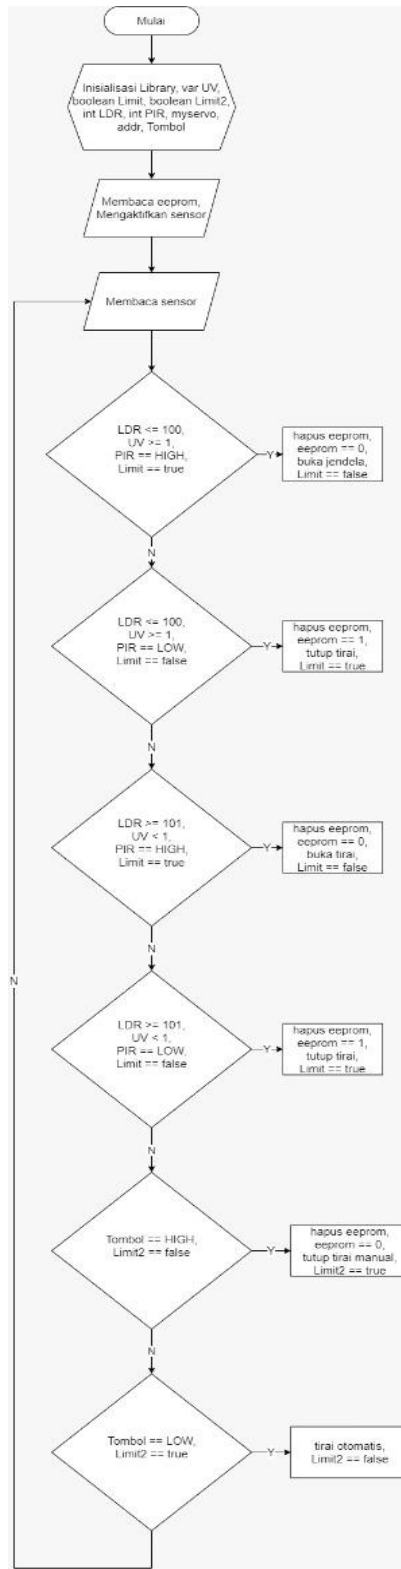 Mulai
Inisialisasi Library, var UV,
boolean Limit, boolean Limit2,
int LDR, int PIR, myservo,
addr, Tombol
Membaca eeprom,
Mengaktifkan sensor
Membaca sensor
LDR <= 100,
UV >= 1,
PIR == HIGH,
Limit == true
Y
hapus eeprom,
eeprom == 0,
buka jendela,
Limit == false
N
LDR <= 100,
UV >= 1,
PIR == LOW,
Limit == false
Y
hapus eeprom,
eeprom == 1,
tutup tirai,
Limit == true
N
LDR >= 101,
UV < 1,
PIR == HIGH,
Limit == true
Y
hapus eeprom,
eeprom == 0,
buka tirai,
Limit == false
N
N
LDR >= 101,
UV < 1,
PIR == LOW,
Limit == false
Y
hapus eeprom,
eeprom == 1,
tutup tirai,
Limit == true
N
Tombol == HIGH,
Limit2 == false
Y
hapus eeprom,
eeprom == 0,
tutup tirai manual,
Limit2 == true
N
Tombol == LOW,
Limit2 == true
Y
tirai otomatis,
Limit2 == false